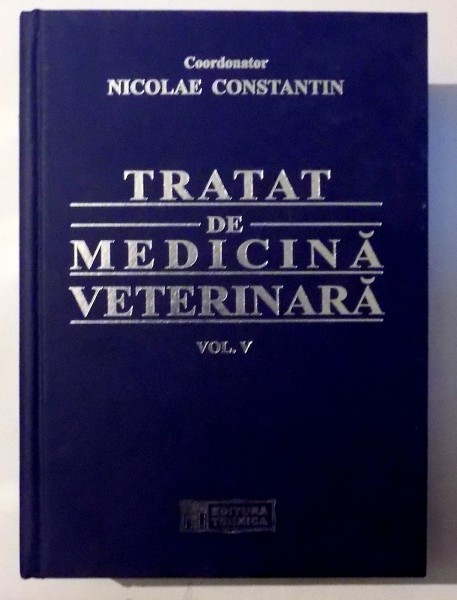 Coordonator
NICOLAE CONSTANTIN
TRATAT
DE
MEDICINĂ
VETERINARĂ
VOL. V
EDITURA
TEHNICA